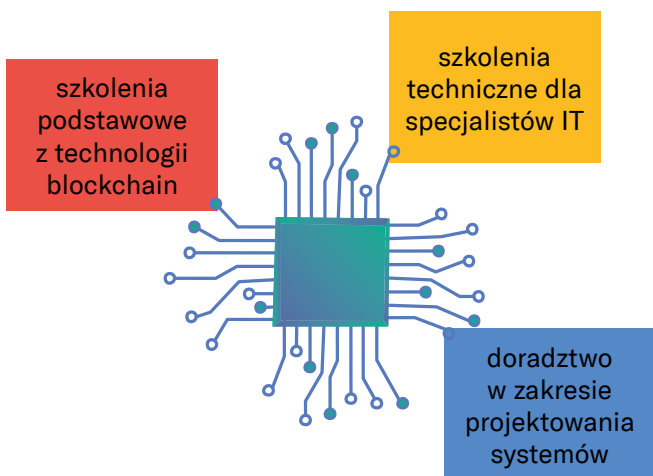 szkolenia
podstawowe
z technologii
blockchain
szkolenia
techniczne dla
specjalistów IT
doradztwo
w zakresie
projektowania
systemów